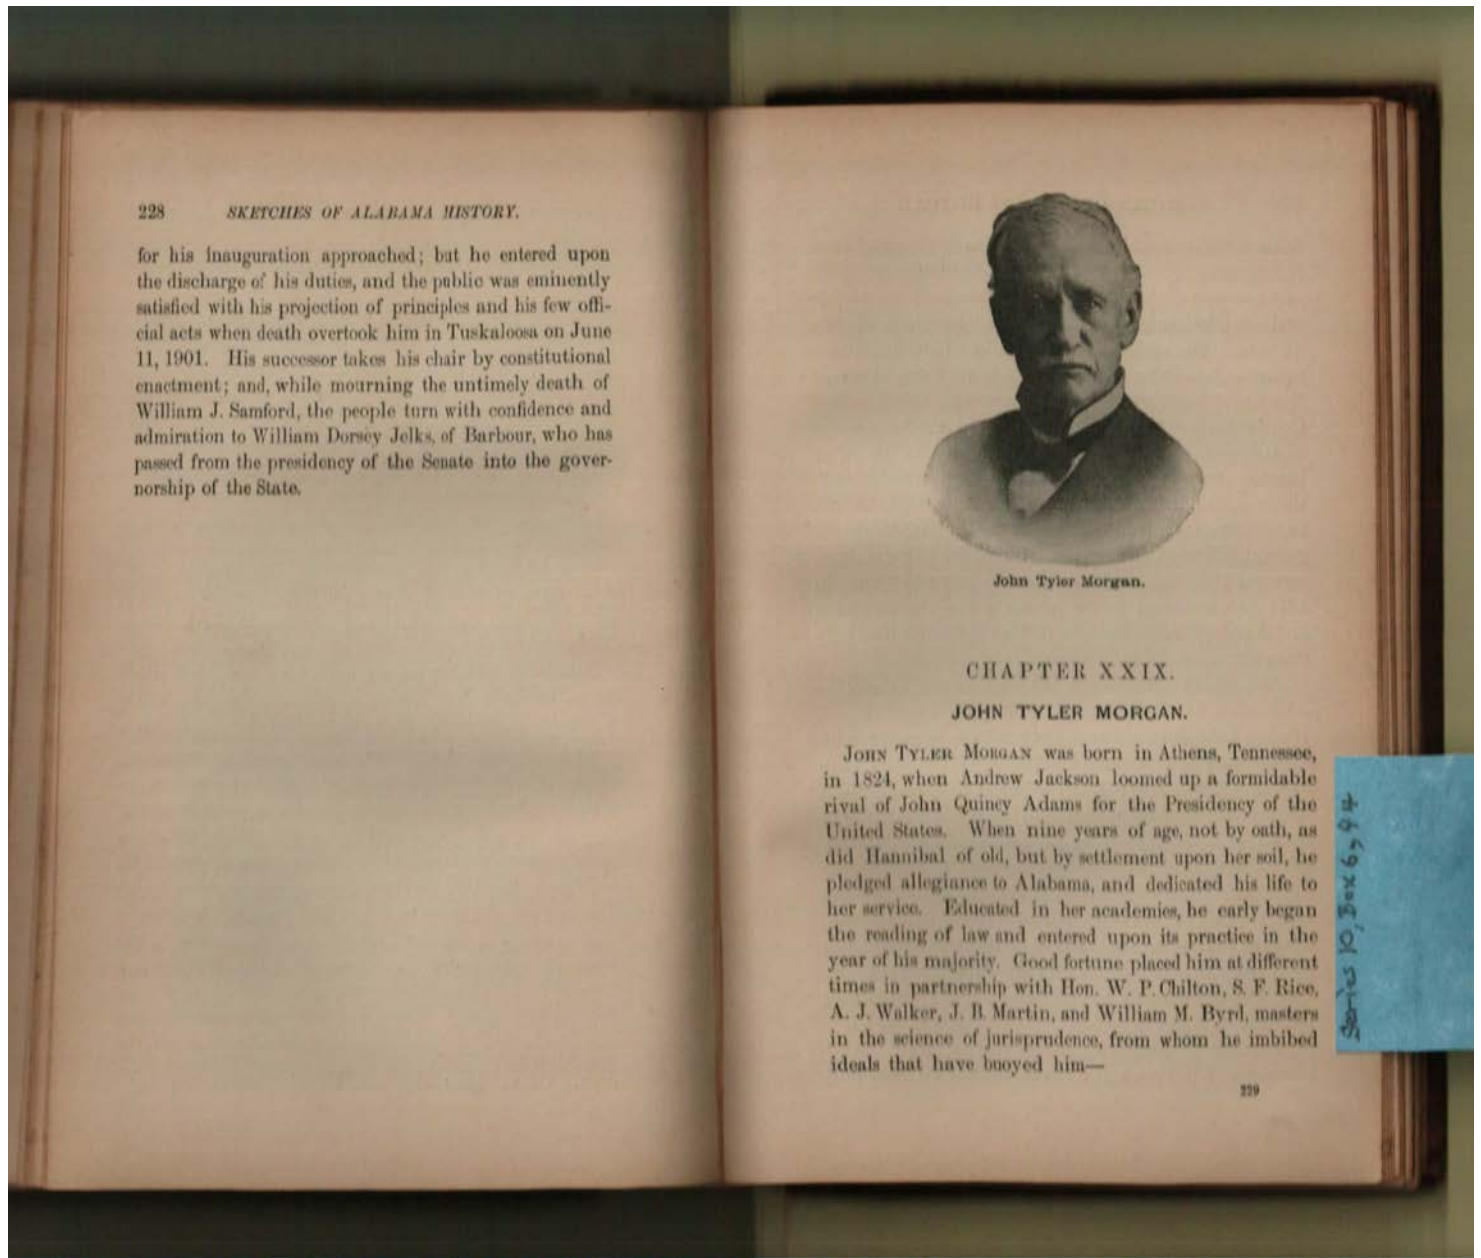 228 SKETCHES OF ALABAMA HISTORY.
for his inauguration approached; but he entered upon
the discharge of his duties, and the public was eminently
satisfied with his projection of principles and his few offi-
cial acts when death overtook him in Tuskaloosa on June
11, 1901. His successor takes his chair by constitutional
enactment; and, while mourning the untimely death of
William J. Samford, the people turn with confidence and
admiration to William Dorsey Jelks, of Barbour, who has
passed from the presidency of the Senate into the gover-
norship of the State.
John Tyler Morgan.
CHAPTER XXIX.
JOHN TYLER MORGAN.
JOHN TYLER MORGAN was born in Athens, Tennessee,
in 1824, when Andrew Jackson loomed up a formidable
rival of John Quincy Adams for the Presidency of the
United States. When nine years of age, not by oath, as
did Hannibal of old, but by settlement upon her soil, he
pledged allegiance to Alabama, and dedicated his life to
her service. Educated in her academies, he early began
the reading of law and entered upon its practice in the
year of his majority. Good fortune placed him at different
times in partnership with Hon. W. P. Chilton, S. F. Rice,
A. J. Walker, J. B. Martin, and William M. Byrd, masters
in the science of jurisprudence, from whom he imbibed
ideals that have buoyed him—
229
Series 10, Box 6, 94